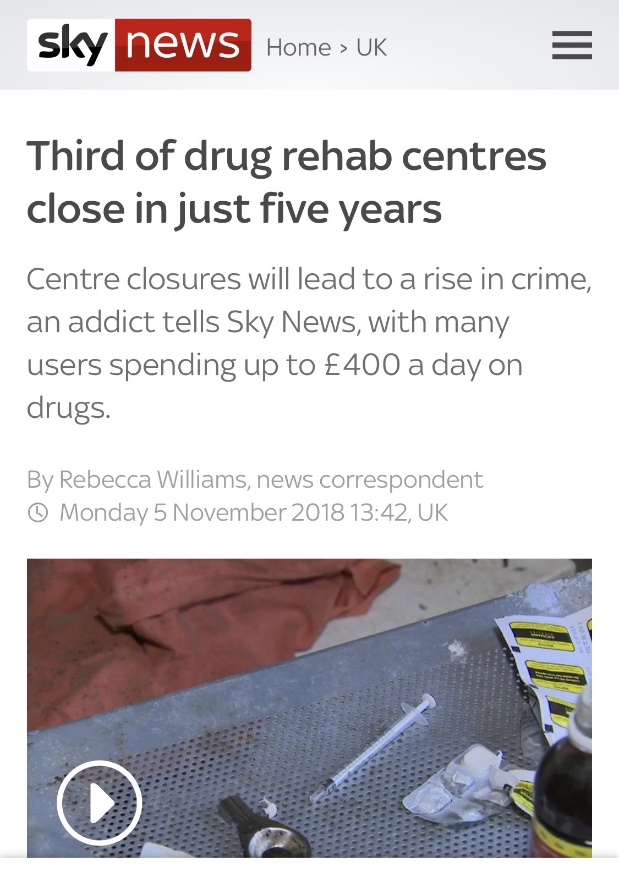 sky news Home > UK
Third of drug rehab centres
close in just five years
Centre closures will lead to a rise in crime,
an addict tells Sky News, with many
users spending up to £400 a day on
drugs.
By Rebecca Williams, news correspondent
Monday 5 November 2018 13:42, UK